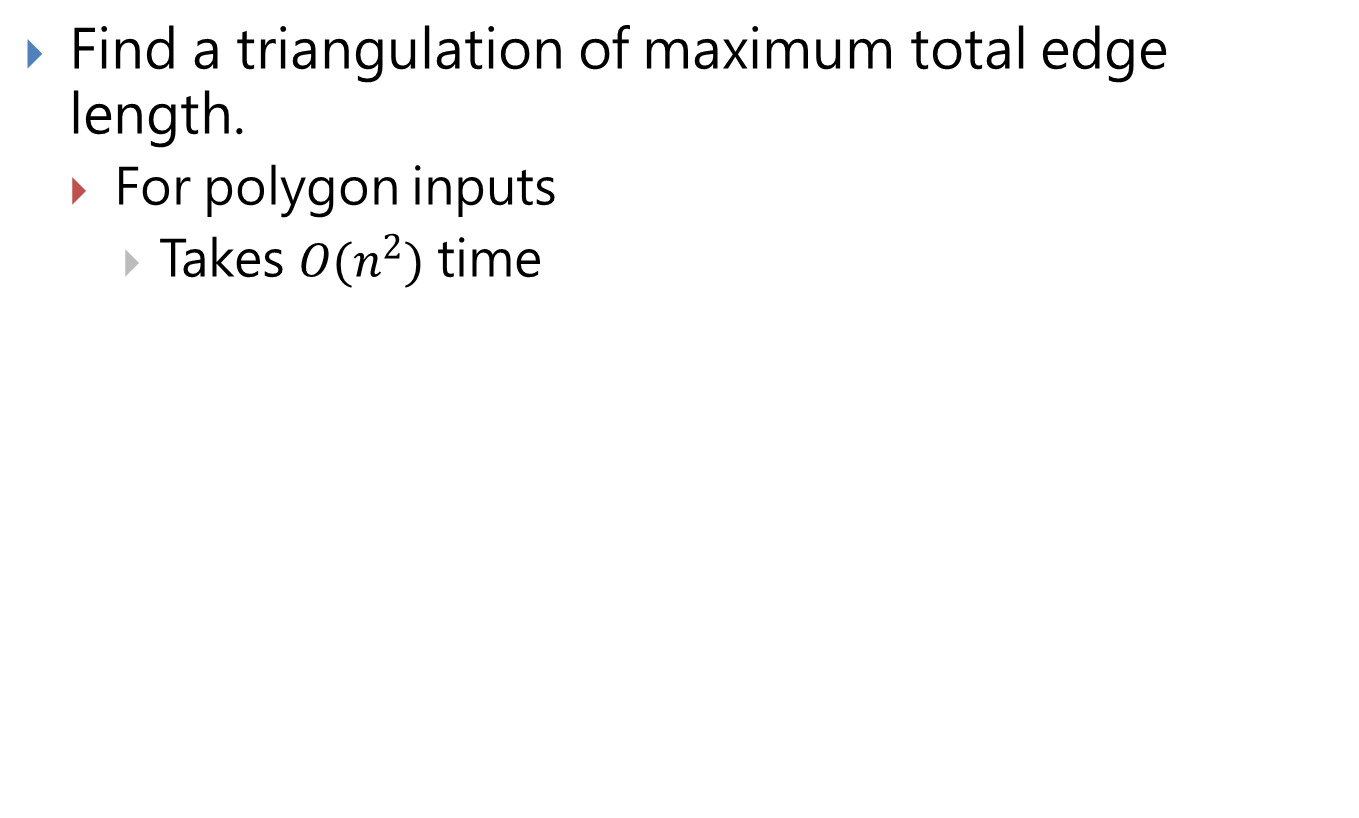 Find a triangulation of maximum total edge
length.
For polygon inputs
Takes 𝑂(𝑛²) time